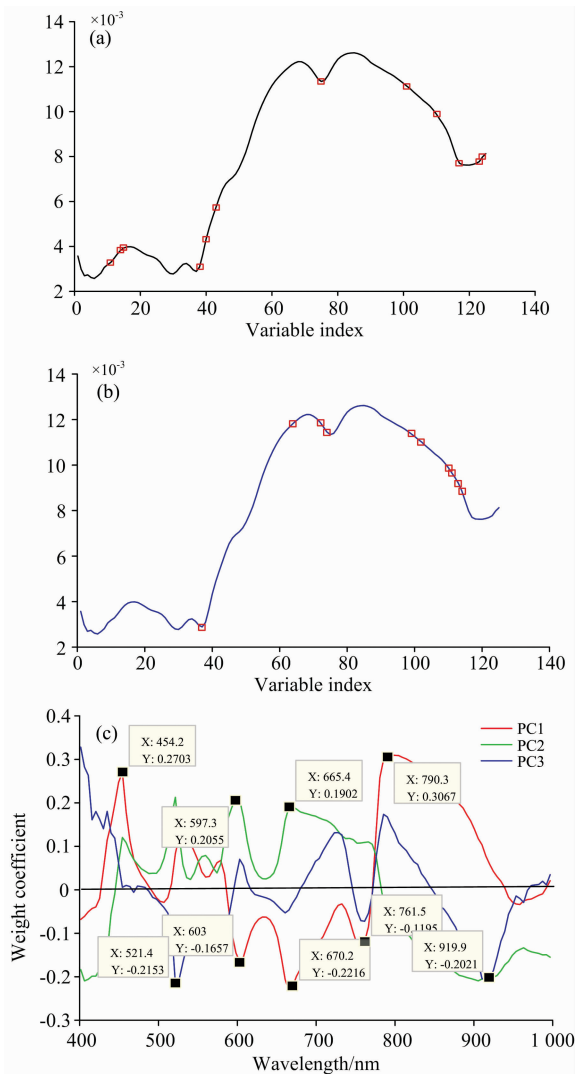 ×10⁻³
14
(a)
12
10
8
6
4
2
0 20 40 60 80 100 120 140
Variable index
×10⁻³
14
(b)
12
10
8
6
4
2
0 20 40 60 80 100 120 140
Variable index
0.4
(c)
PC1
PC2
PC3
X: 454.2
Y: 0.2703
X: 665.4
Y: 0.1902
X: 790.3
Y: 0.3067
0.3
0.2
X: 597.3
Y: 0.2055
0.1
0
Weight coefficient
X: 603
Y: -0.1657
X: 761.5
Y: -0.1195
-0.1
X: 521.4
Y: -0.2153
X: 670.2
Y: -0.2216
X: 919.9
Y: -0.2021
-0.2
-0.3
400 500 600 700 800 900 1 000
Wavelength/nm